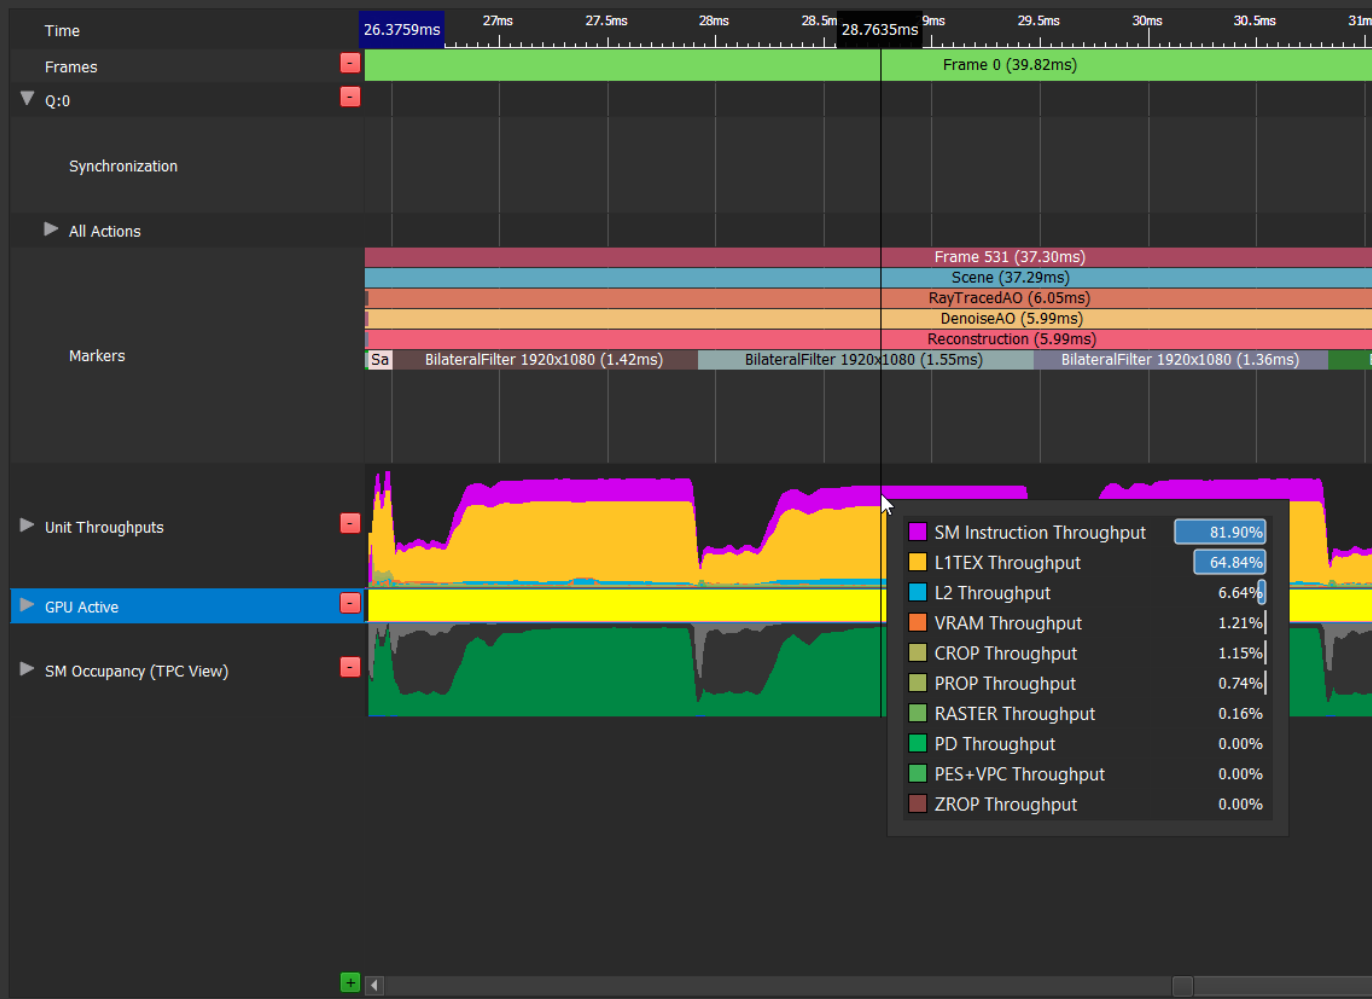 Time
26.3759ms
27ms
27.5ms
28ms
28.5m
28.7635ms
9ms
29.5ms
30ms
30.5ms
31m
Frames
-
Frame 0 (39.82ms)
Q:0
-
Synchronization
All Actions
Markers
Frame 531 (37.30ms)
Scene (37.29ms)
RayTracedAO (6.05ms)
DenoiseAO (5.99ms)
Reconstruction (5.99ms)
Sa
BilateralFilter 1920x1080 (1.42ms)
BilateralFilter 1920x1080 (1.55ms)
BilateralFilter 1920x1080 (1.36ms)
Unit Throughputs
-
GPU Active
-
SM Occupancy (TPC View)
-
SM Instruction Throughput 81.90%
L1TEX Throughput 64.84%
L2 Throughput 6.64%
VRAM Throughput 1.21%
CROP Throughput 1.15%
PROP Throughput 0.74%
RASTER Throughput 0.16%
PD Throughput 0.00%
PES+VPC Throughput 0.00%
ZROP Throughput 0.00%
+